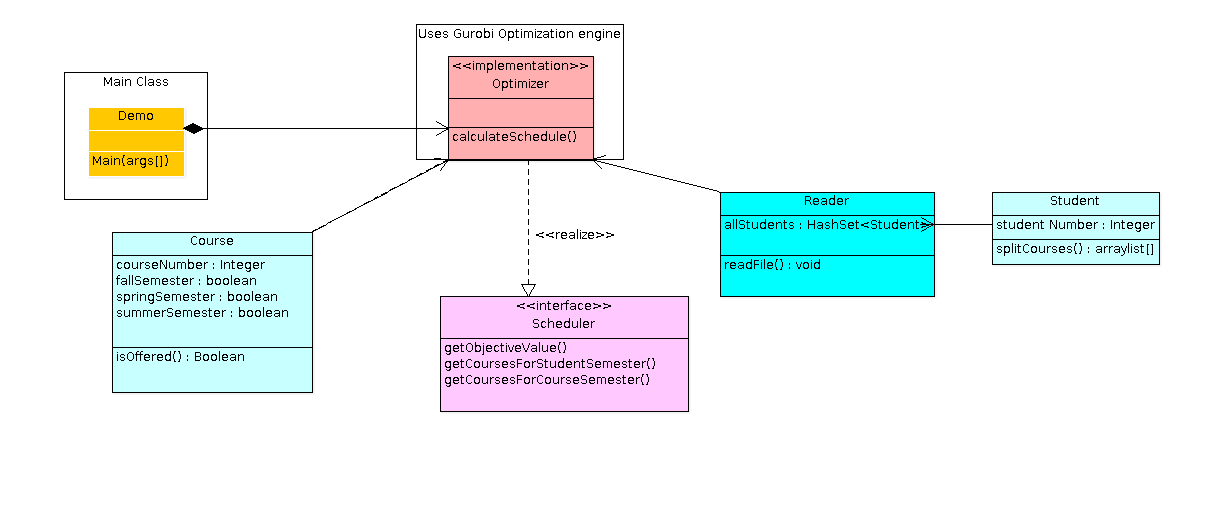 Uses Gurobi Optimization engine
<<implementation>>
Optimizer
calculateSchedule()
Main Class
Demo
Main(args[])
<<realize>>
Course
courseNumber : Integer
fallSemester : boolean
springSemester : boolean
summerSemester : boolean
isOffered() : Boolean
<<interface>>
Scheduler
getObjectiveValue()
getCoursesForStudentSemester()
getCoursesForCourseSemester()
Reader
allStudents : HashSet<Student>
readFile() : void
Student
student Number : Integer
splitCourses() : arraylist[]